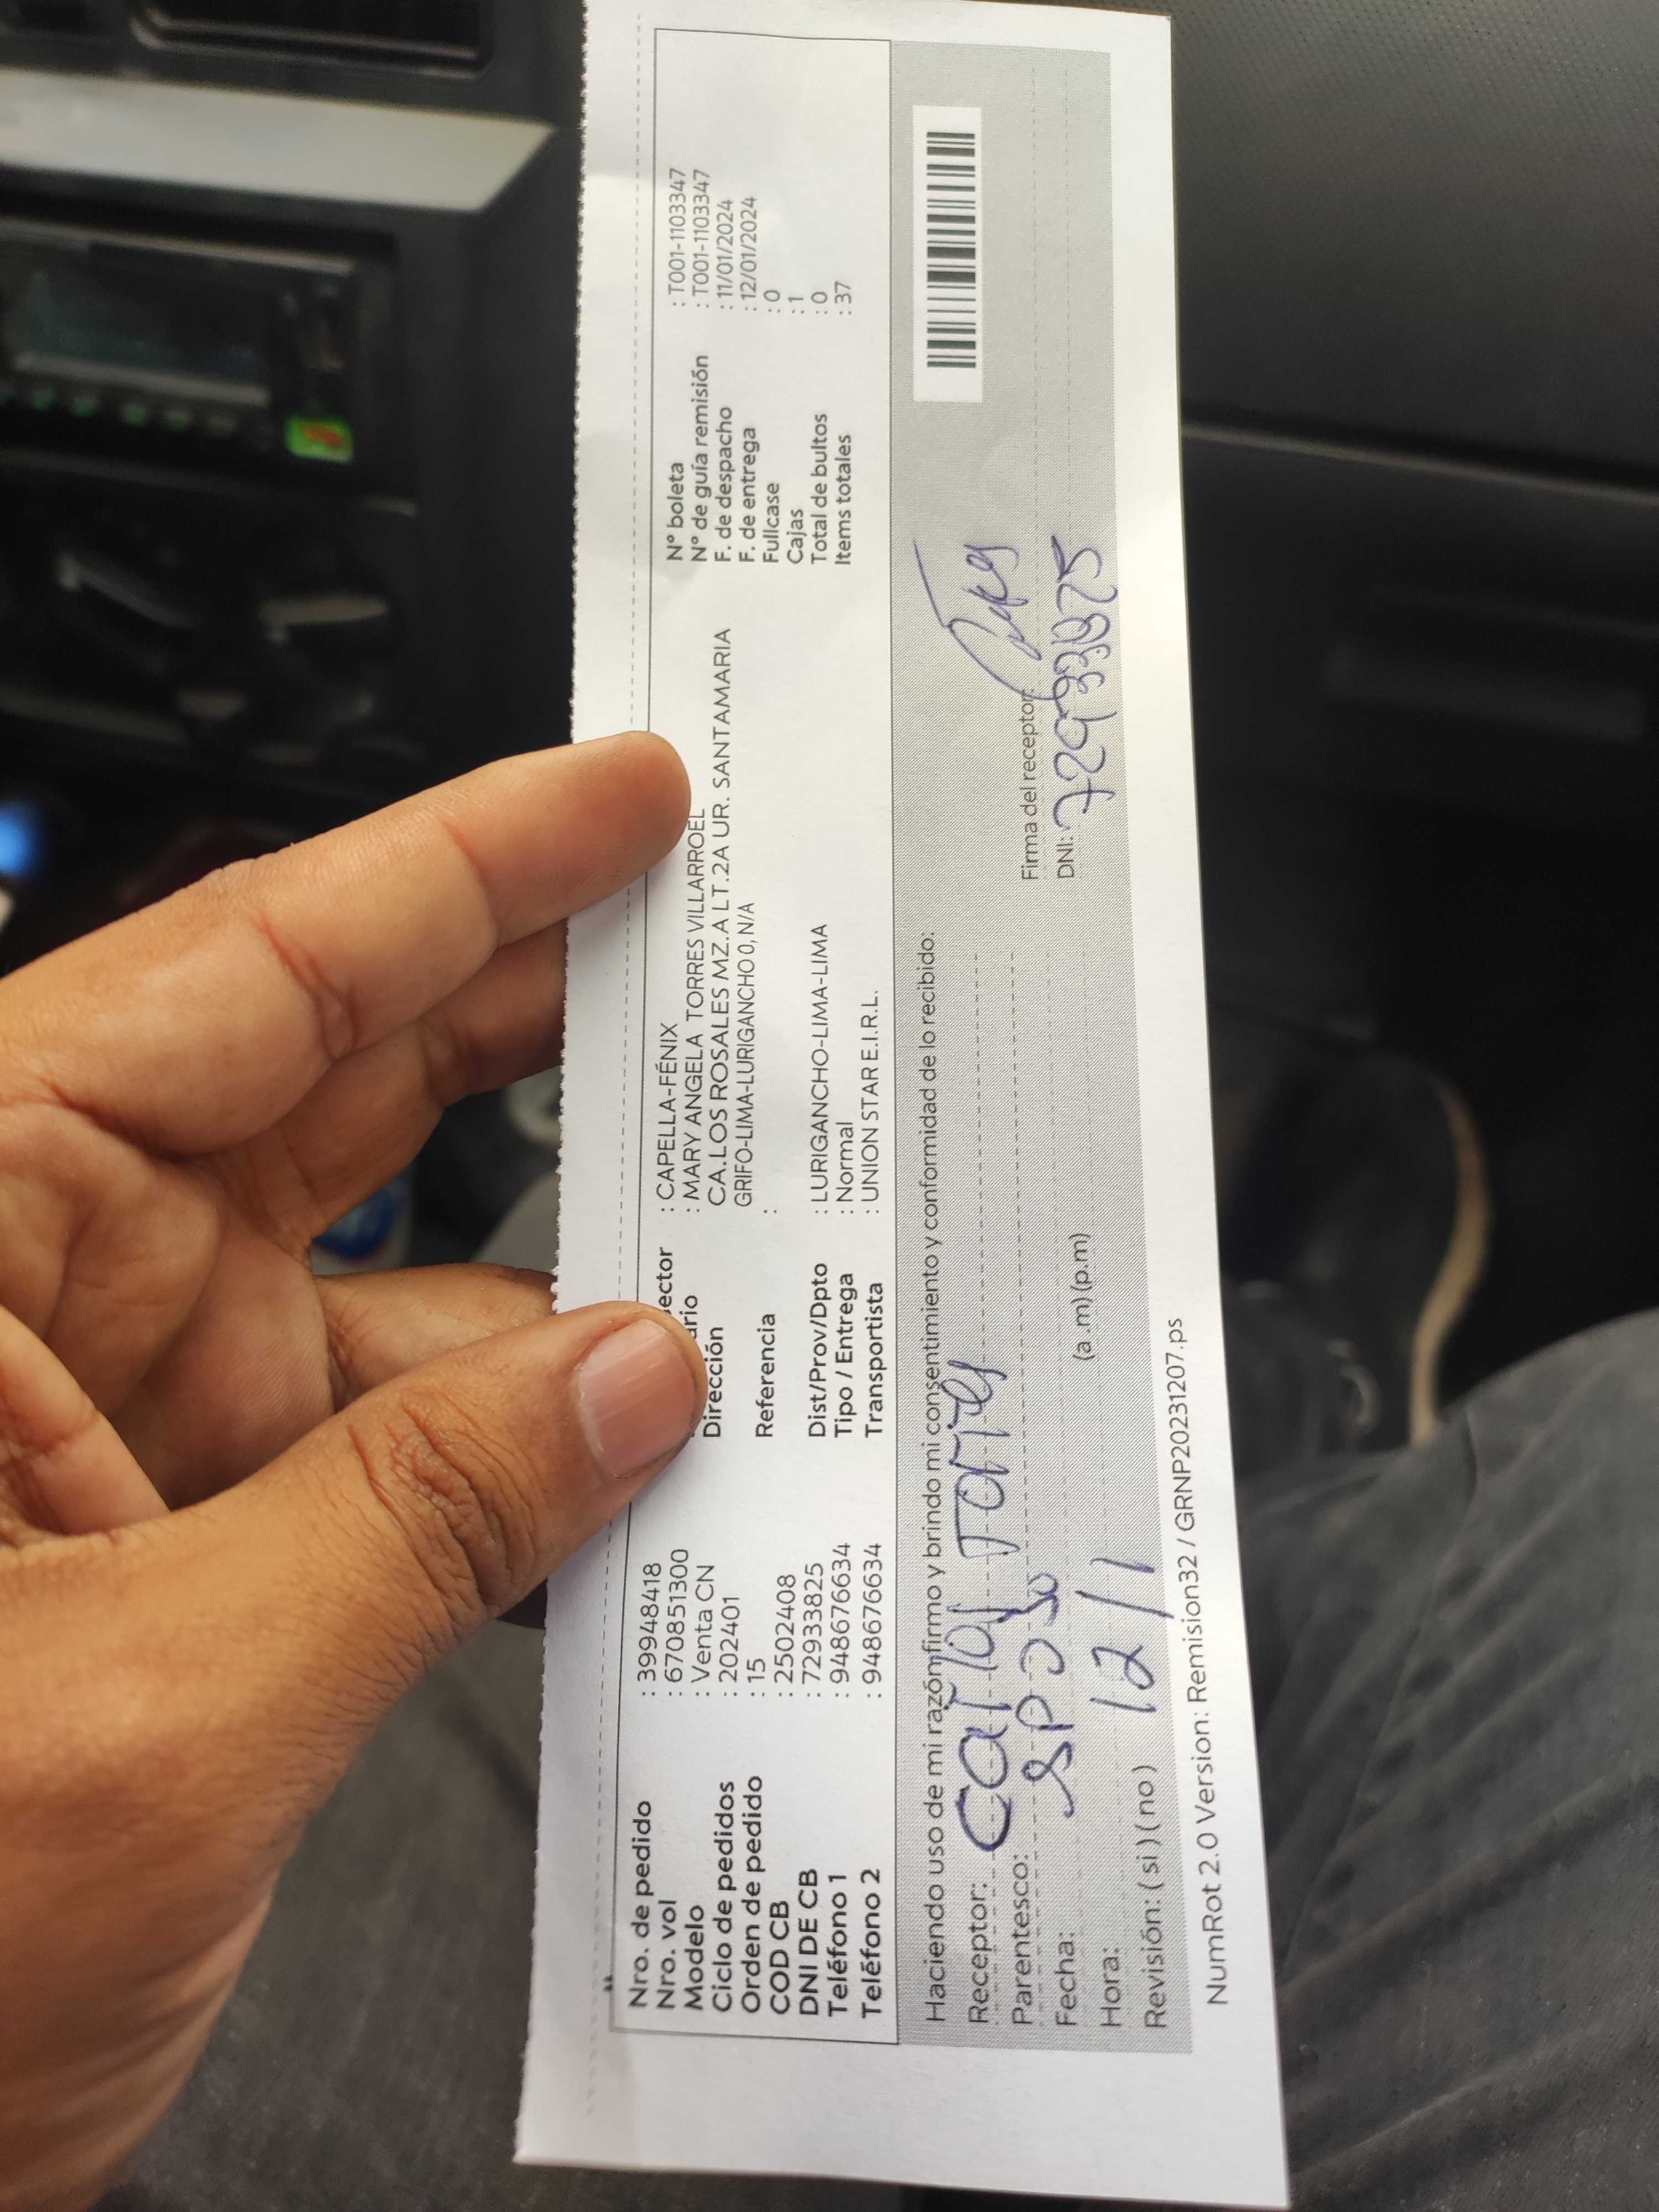 Nro. de pedido : 39948418 ector : CAPELLA-FÉNIX N° boleta : T001-1103347
Nro. vol : 670851300 ario : MARY ANGELA TORRES VILLARROEL N° de guía remisión : T001-1103347
Modelo : Venta CN Dirección CA.LOS ROSALES MZ.A LT.2A UR. SANTAMARIA F. de despacho : 11/01/2024
Ciclo de pedidos : 202401 GRIFO-LIMA-LURIGANCHO 0, N/A F. de entrega : 12/01/2024
Orden de pedido : 15 Referencia : Fullcase : 0
COD CB : 2502408 Cajas : 1
DNI DE CB : 72933825 Dist/Prov/Dpto : LURIGANCHO-LIMA-LIMA Total de bultos : 0
Teléfono 1 : 948676634 Tipo / Entrega : Normal Items totales : 37
Teléfono 2 : 948676634 Transportista : UNION STAR E.I.R.L.
Haciendo uso de mi razón firmo y brindo mi consentimiento y conformidad de lo recibido:
Receptor: Carlos Torres
Parentesco: esposo Firma del receptor:
Fecha: 12/1 DNI:
Hora: (a .m) (p.m)
Revisión: ( si ) ( no )
NumRot 2.0 Version: Remision32 / GRNP20231207.ps